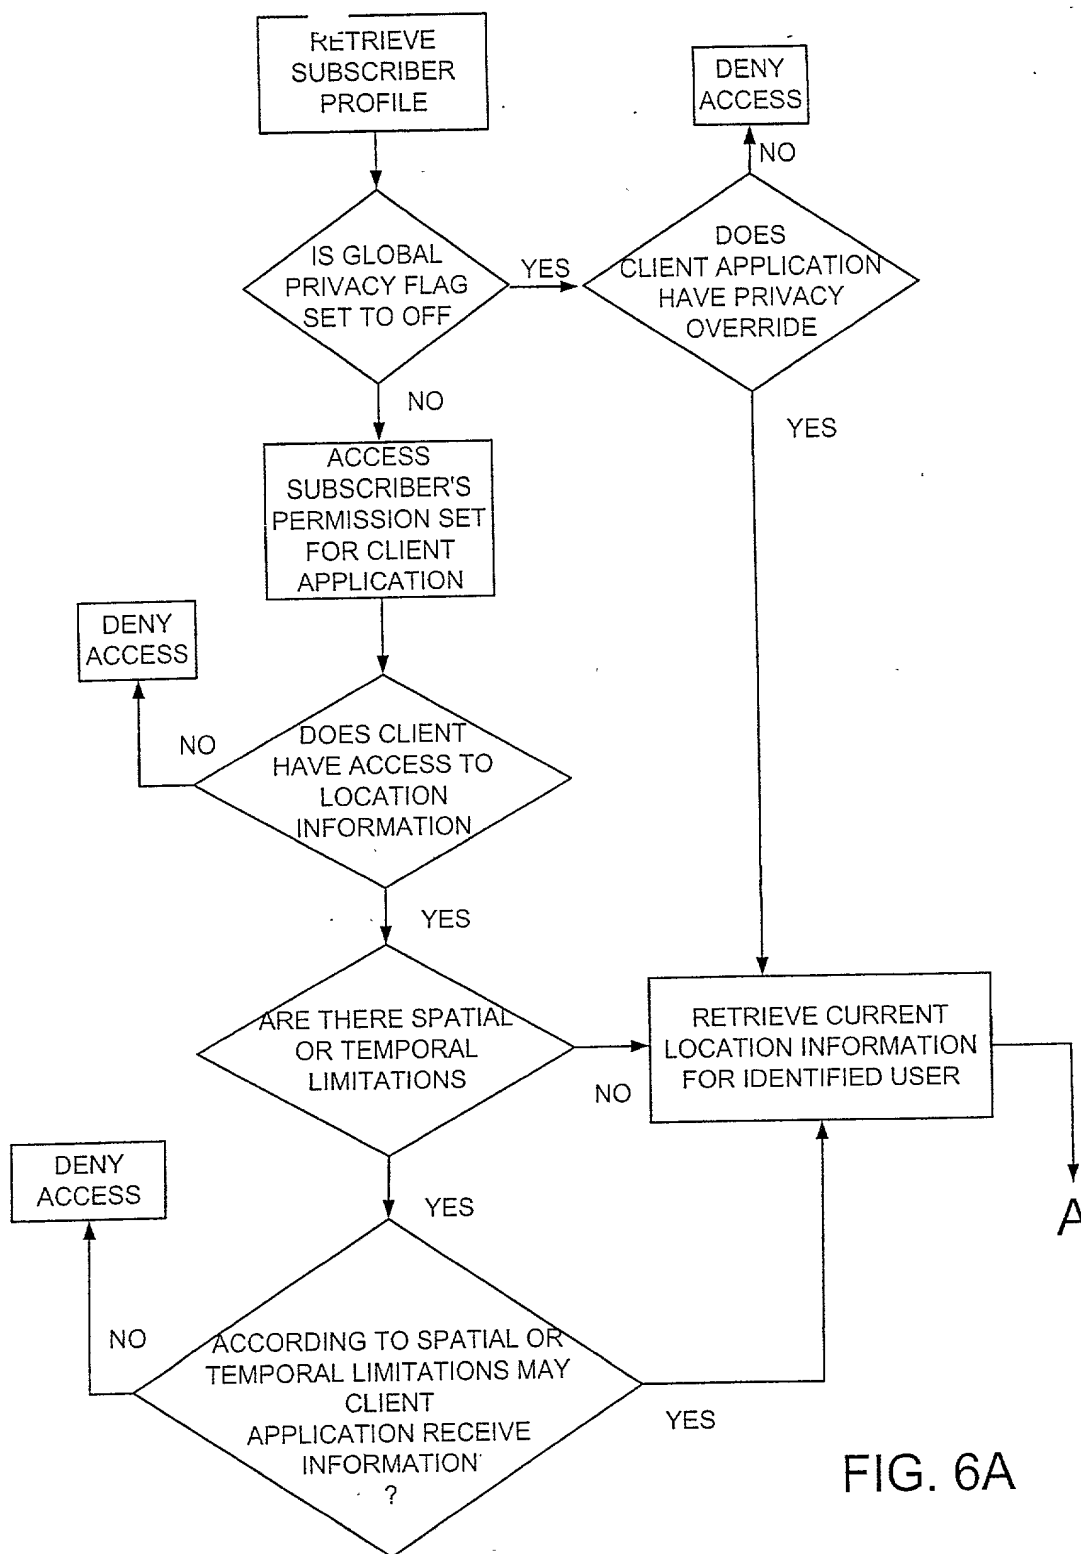 RETRIEVE
SUBSCRIBER
PROFILE
DENY
ACCESS
NO
IS GLOBAL
PRIVACY FLAG
SET TO OFF
YES
DOES
CLIENT APPLICATION
HAVE PRIVACY
OVERRIDE
NO
YES
ACCESS
SUBSCRIBER'S
PERMISSION SET
FOR CLIENT
APPLICATION
DENY
ACCESS
NO
DOES CLIENT
HAVE ACCESS TO
LOCATION
INFORMATION
YES
ARE THERE SPATIAL
OR TEMPORAL
LIMITATIONS
NO
RETRIEVE CURRENT
LOCATION INFORMATION
FOR IDENTIFIED USER
A
DENY
ACCESS
YES
NO
ACCORDING TO SPATIAL OR
TEMPORAL LIMITATIONS MAY
CLIENT
APPLICATION RECEIVE
INFORMATION
?
YES
FIG. 6A